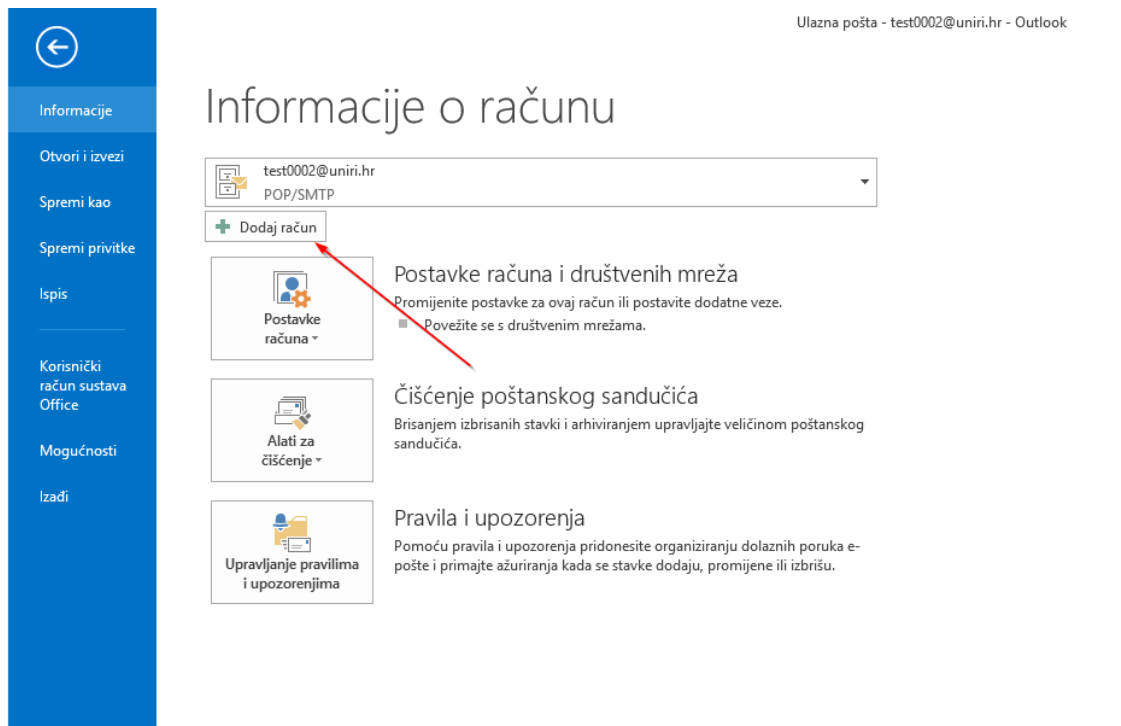 Ulazna pošta - test0002@uniri.hr - Outlook
Informacije
Otvori i izvezi
Spremi kao
Spremi privitke
Ispis
Korisnički
račun sustava
Office
Mogućnosti
Izađi
Informacije o računu
test0002@uniri.hr
POP/SMTP
Dodaj račun
Postavke
računa
Postavke računa i društvenih mreža
Promijenite postavke za ovaj račun ili postavite dodatne veze.
Povežite se s društvenim mrežama.
Alati za
čišćenje
Čišćenje poštanskog sandučića
Brisanjem izbrisanih stavki i arhiviranjem upravljajte veličinom poštanskog
sandučića.
Upravljanje pravilima
i upozorenjima
Pravila i upozorenja
Pomoću pravila i upozorenja pridonesite organiziranju dolaznih poruka e-
pošte i primajte ažuriranja kada se stavke dodaju, promijene ili izbrišu.